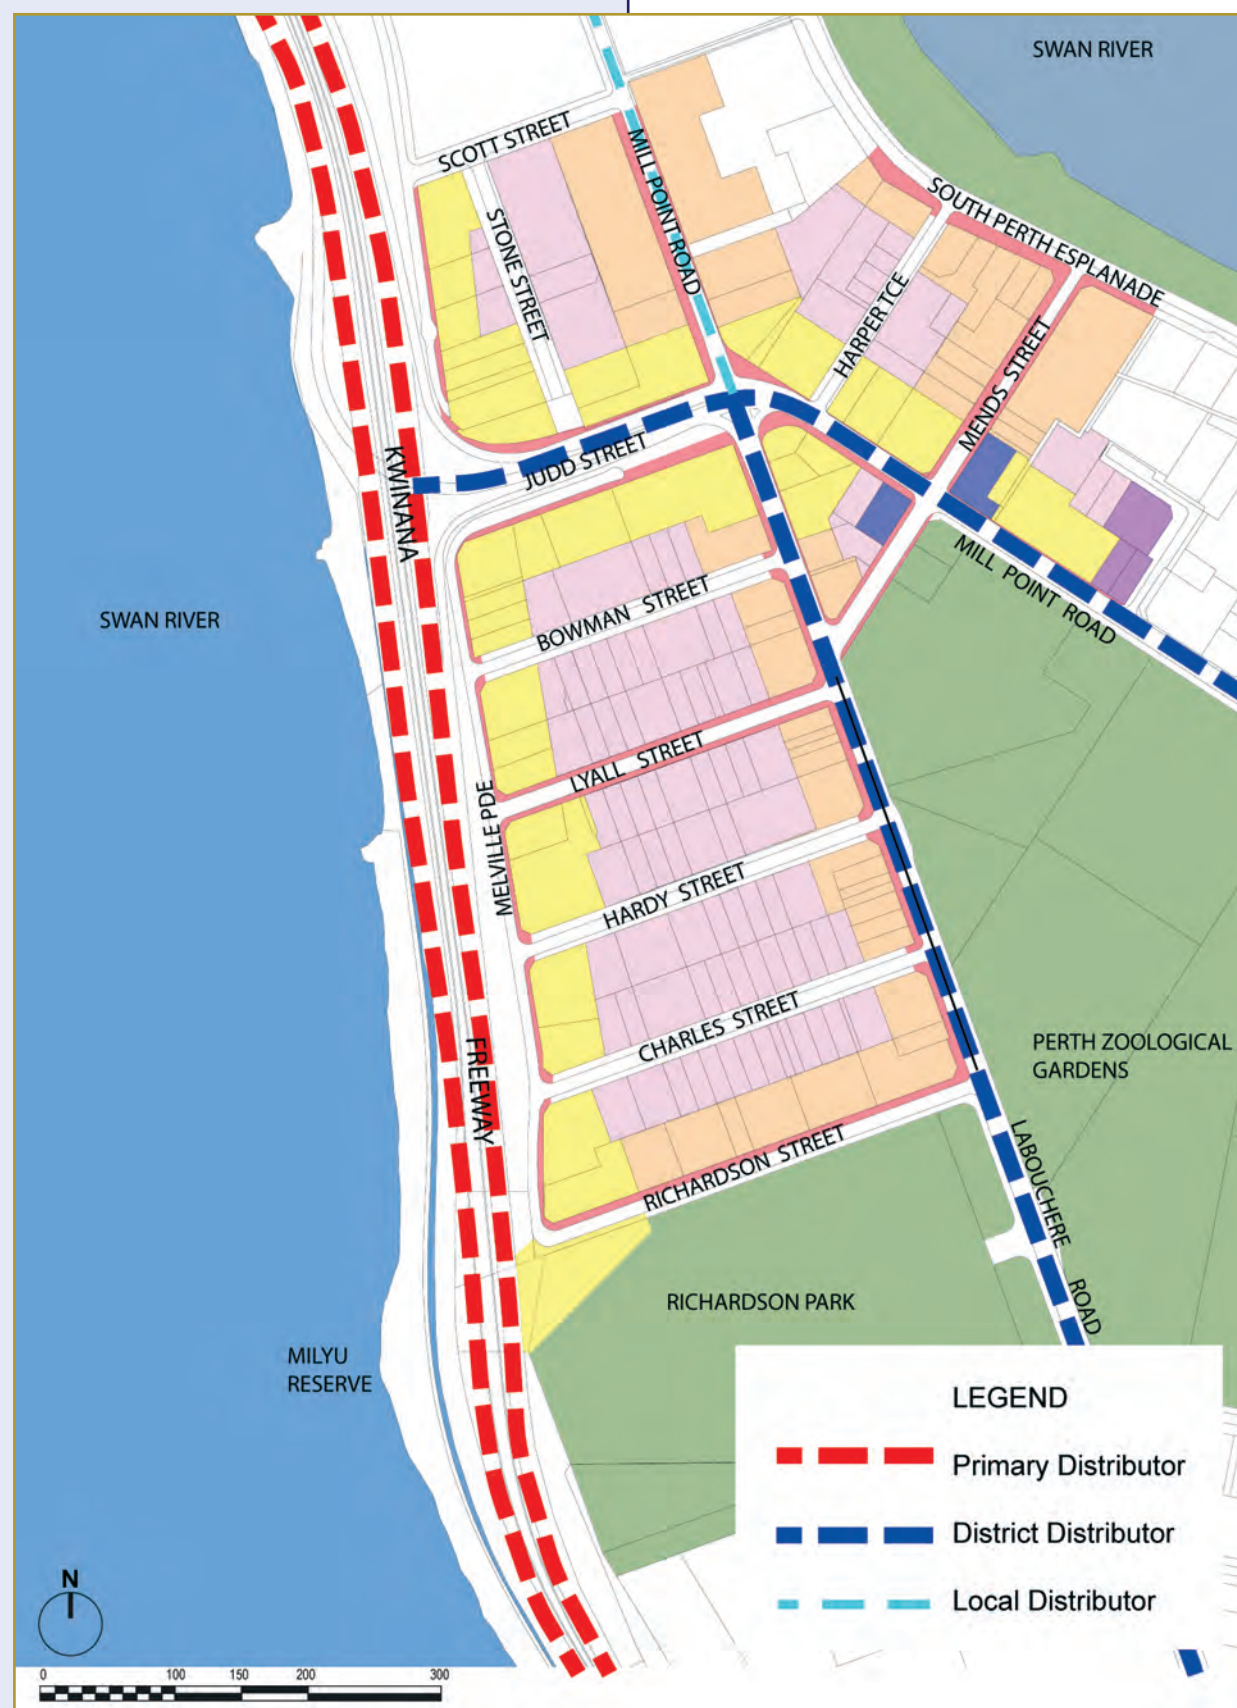 SWAN RIVER
SCOTT STREET
MILL POINT ROAD
STONE STREET
SOUTH PERTH ESPLANADE
HARPER TCE
MENDS STREET
JUDD STREET
KWINANA
MILL POINT ROAD
BOWMAN STREET
SWAN RIVER
LYALL STREET
MELVILLE PDE
HARDY STREET
CHARLES STREET
FREEWAY
PERTH ZOOLOGICAL
GARDENS
LABOUCHERE ROAD
RICHARDSON STREET
RICHARDSON PARK
MILYU
RESERVE
LEGEND
Primary Distributor
District Distributor
Local Distributor
N
0 100 150 200 300